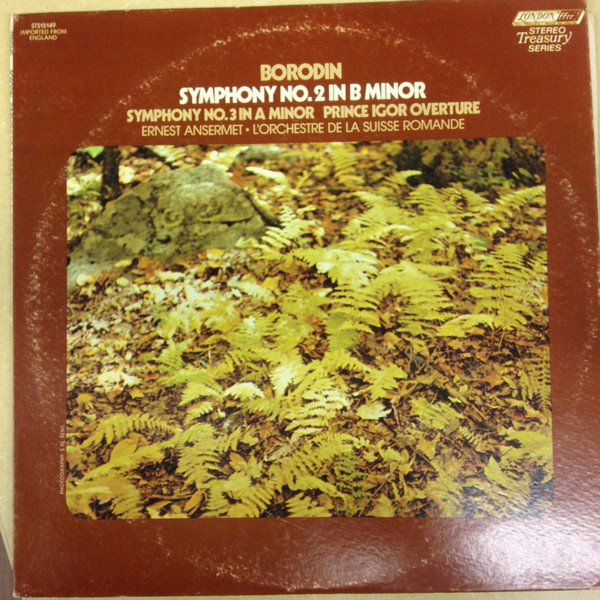 STS15149
IMPORTED FROM
ENGLAND
LONDON ffrr
STEREO
Treasury
SERIES
BORODIN
SYMPHONY NO.2 IN B MINOR
SYMPHONY NO.3 IN A MINOR PRINCE IGOR OVERTURE
ERNEST ANSERMET • L'ORCHESTRE DE LA SUISSE ROMANDE